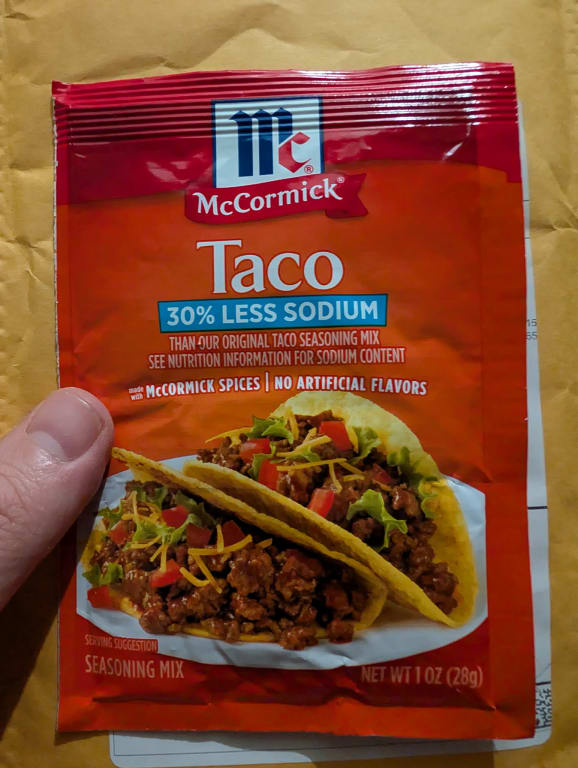 Mc
McCormick®
Taco
30% LESS SODIUM
THAN OUR ORIGINAL TACO SEASONING MIX
SEE NUTRITION INFORMATION FOR SODIUM CONTENT
made with McCORMICK SPICES | NO ARTIFICIAL FLAVORS
SERVING SUGGESTION
SEASONING MIX
NET WT 1 OZ (28g)